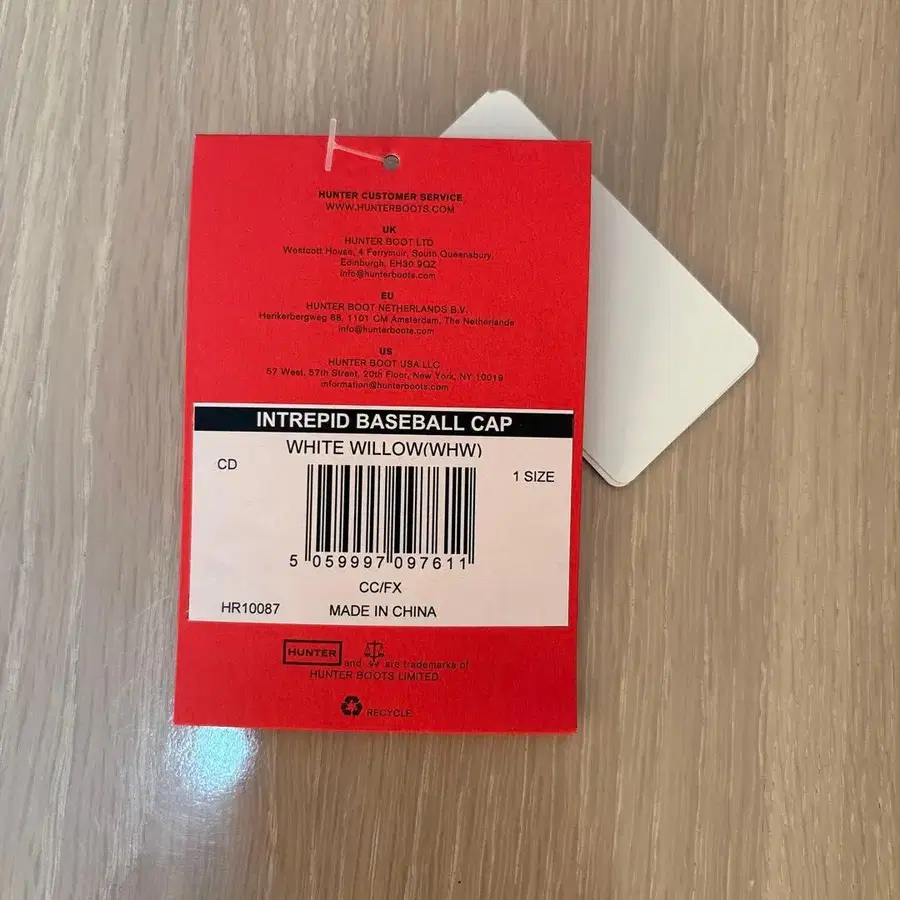 HUNTER CUSTOMER SERVICE
WWW.HUNTERBOOTS.COM
UK
HUNTER BOOT LTD
Westcott House, 4 Ferrymuir, South Queensbury,
Edinburgh, EH30 9QZ
info@hunterboots.com
EU
HUNTER BOOT NETHERLANDS B.V.
Herikerbergweg 88, 1101 CM Amsterdam, The Netherlands
info@hunterboots.com
US
HUNTER BOOT USA LLC
57 West, 57th Street, 20th Floor, New York, NY 10019
information@hunterboots.com
INTREPID BASEBALL CAP
WHITE WILLOW(WHW)
CD
1 SIZE
5 059997 097611
CC/FX
HR10087 MADE IN CHINA
HUNTER and are trademarks of
HUNTER BOOTS LIMITED
RECYCLE